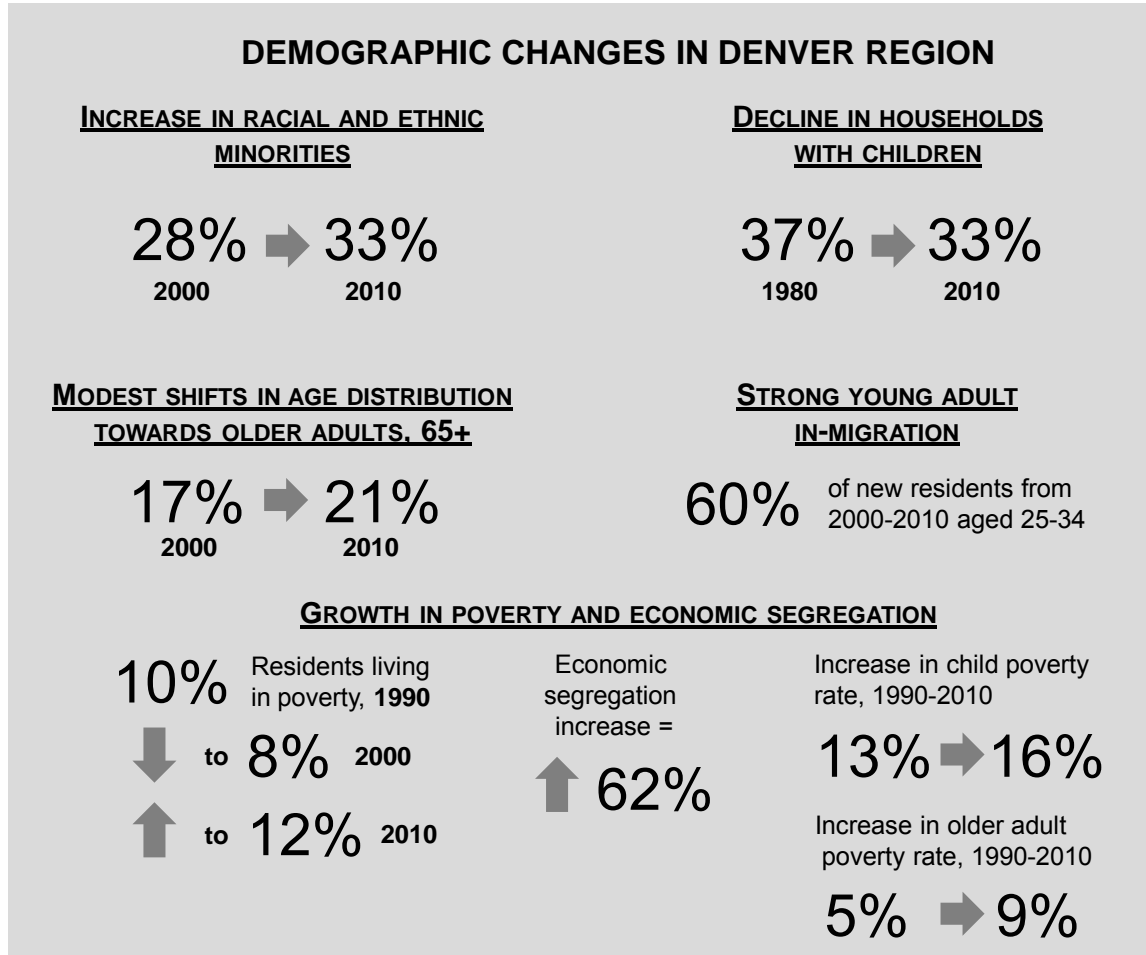 DEMOGRAPHIC CHANGES IN DENVER REGION
INCREASE IN RACIAL AND ETHNIC
MINORITIES
28% 33%
2000 2010
DECLINE IN HOUSEHOLDS
WITH CHILDREN
37% 33%
1980 2010
MODEST SHIFTS IN AGE DISTRIBUTION
TOWARDS OLDER ADULTS, 65+
17% 21%
2000 2010
STRONG YOUNG ADULT
IN-MIGRATION
60%
of new residents from
2000-2010 aged 25-34
GROWTH IN POVERTY AND ECONOMIC SEGREGATION
10%
Residents living
in poverty, 1990
to 8% 2000
to 12% 2010
Economic
segregation
increase =
62%
Increase in child poverty
rate, 1990-2010
13% 16%
Increase in older adult
poverty rate, 1990-2010
5% 9%